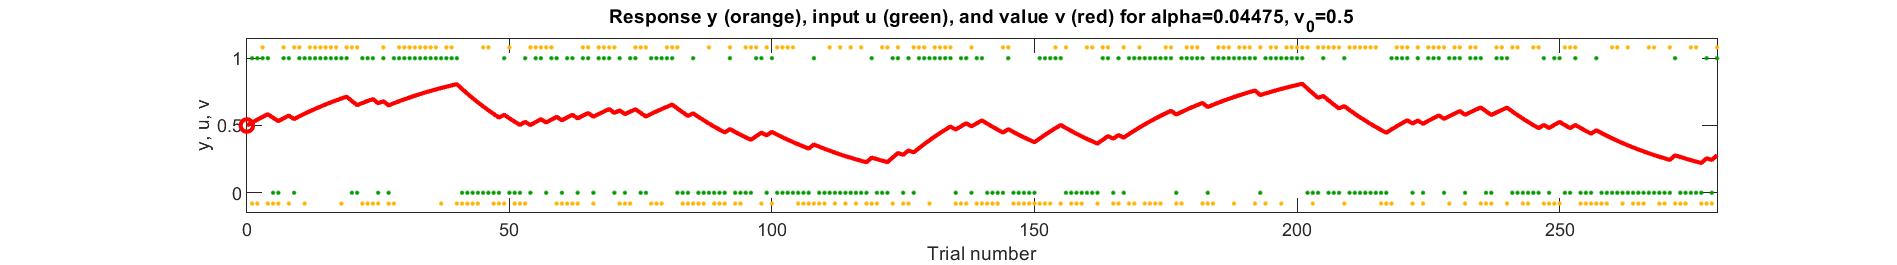 Response y (orange), input u (green), and value v (red) for alpha=0.04475, v0=0.5
y, u, v
1
0.5
0
0 50 100 150 200 250
Trial number